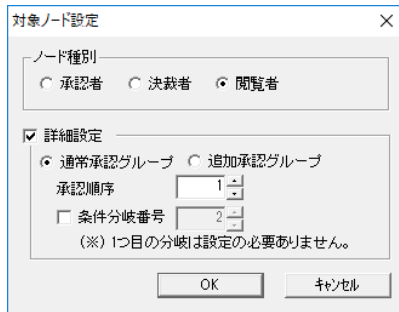 対象ノード設定
ノード種別
承認者 決裁者 閲覧者
詳細設定
通常承認グループ 追加承認グループ
承認順序 1
条件分岐番号 2
(※) 1つ目の分岐は設定の必要ありません。
OK キャンセル